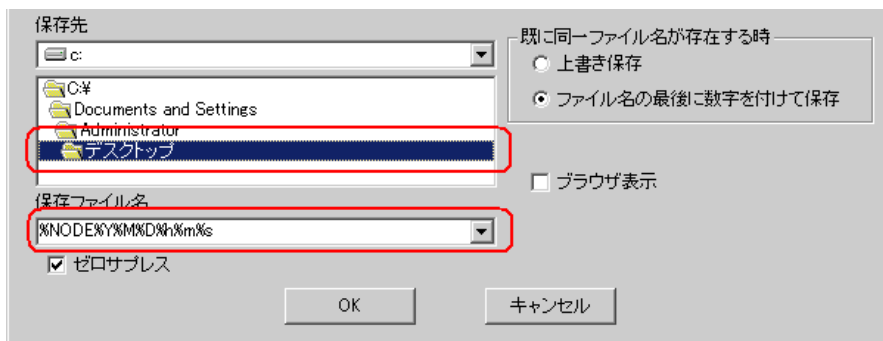 保存先
c:
C:¥
Documents and Settings
Administrator
デスクトップ
保存ファイル名
%NODE%Y%M%D%h%m%s
ゼロサプレス
既に同一ファイル名が存在する時
上書き保存
ファイル名の最後に数字を付けて保存
ブラウザ表示
OK
キャンセル